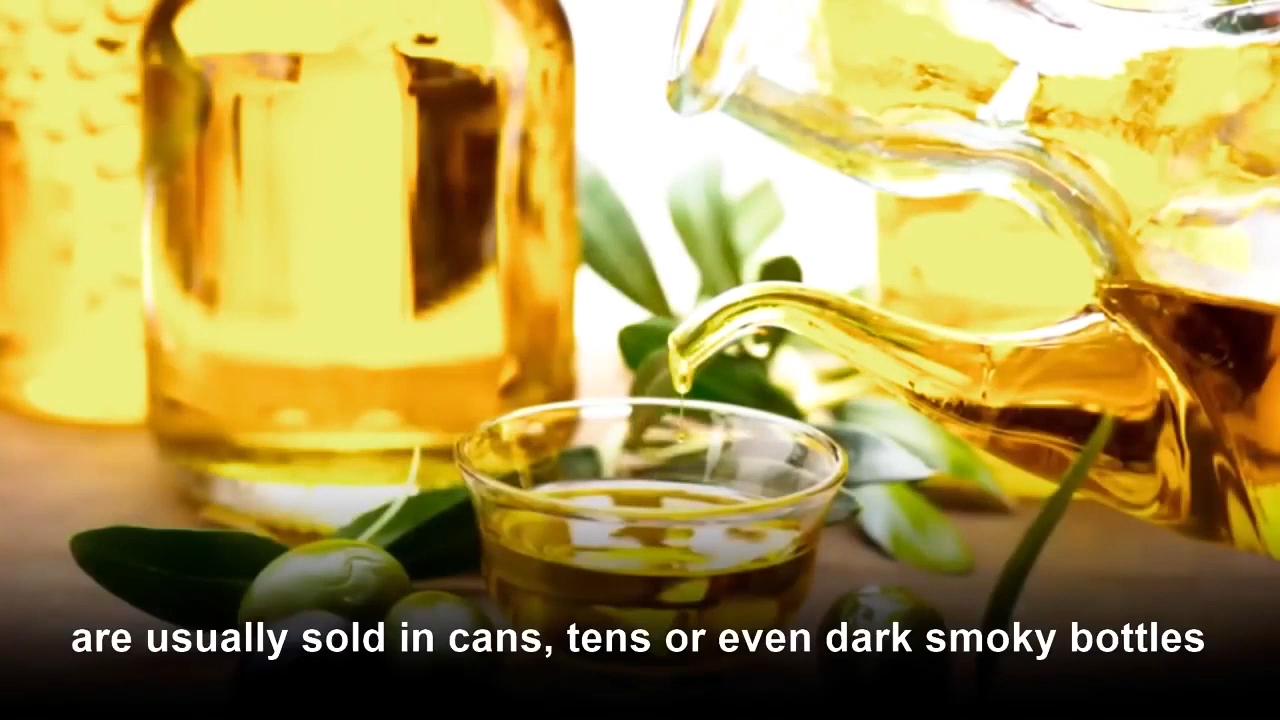 are usually sold in cans, tens or even dark smoky bottles